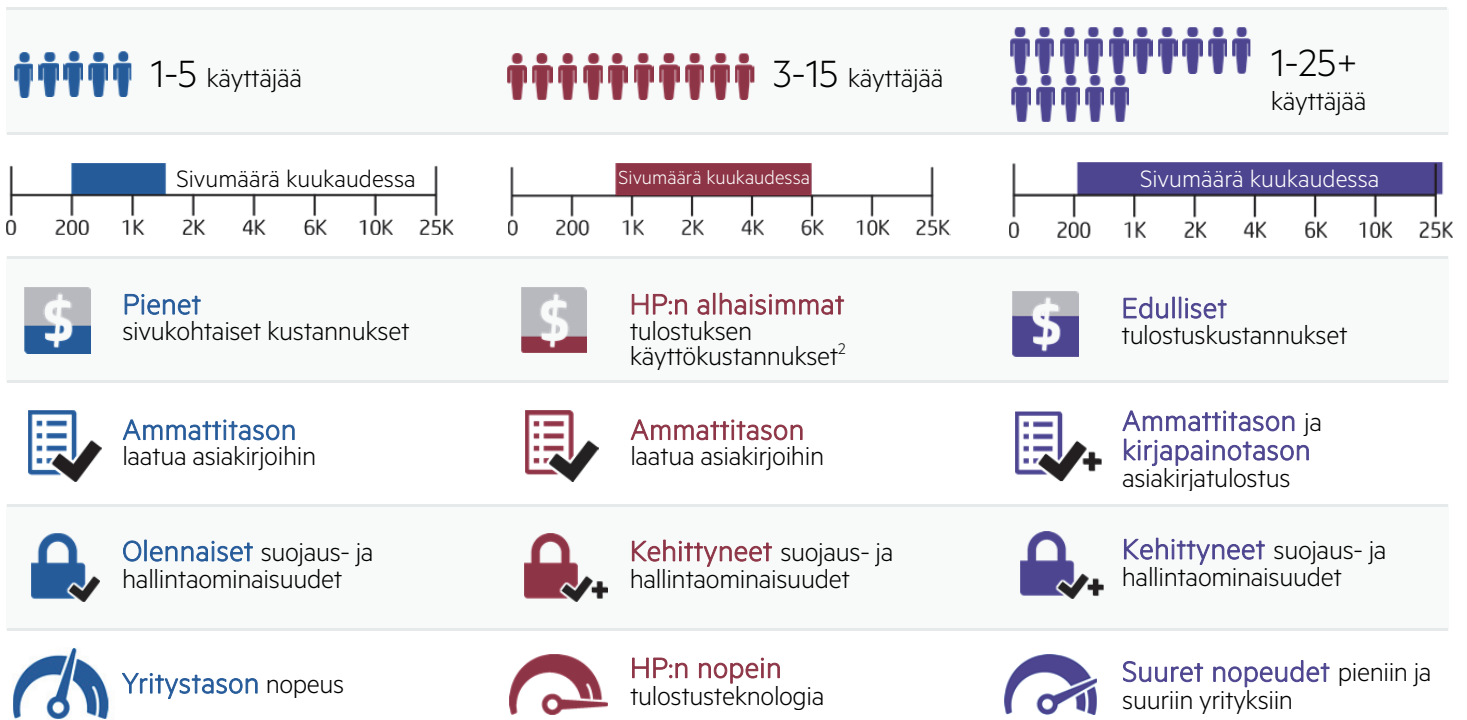 1-5 käyttäjää
3-15 käyttäjää
1-25+
käyttäjää
Sivumäärä kuukaudessa
0 200 1K 2K 4K 6K 10K 25K
Sivumäärä kuukaudessa
0 200 1K 2K 4K 6K 10K 25K
Sivumäärä kuukaudessa
0 200 1K 2K 4K 6K 10K 25K
$
Pienet
sivukohtaiset kustannukset
$
HP:n alhaisimmat
tulostuksen
käyttökustannukset²
$
Edulliset
tulostuskustannukset
Ammattitason
laatua asiakirjoihin
Ammattitason
laatua asiakirjoihin
Ammattitason ja
kirjapainotason
asiakirjatulostus
Olennaiset suojaus- ja
hallintaominaisuudet
Kehittyneet suojaus- ja
hallintaominaisuudet
Kehittyneet suojaus- ja
hallintaominaisuudet
Yritystason nopeus
HP:n nopein
tulostusteknologia
Suuret nopeudet pieniin ja
suuriin yrityksiin